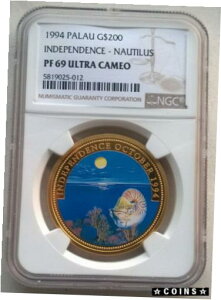 1994 PALAU G$200
INDEPENDENCE - NAUTILUS
PF 69 ULTRA CAMEO
5819025-012
NUMISMATIC GUARANTY CORPORATION
NGC
INDEPENDENCE OCTOBER 1994
☆COINS☆